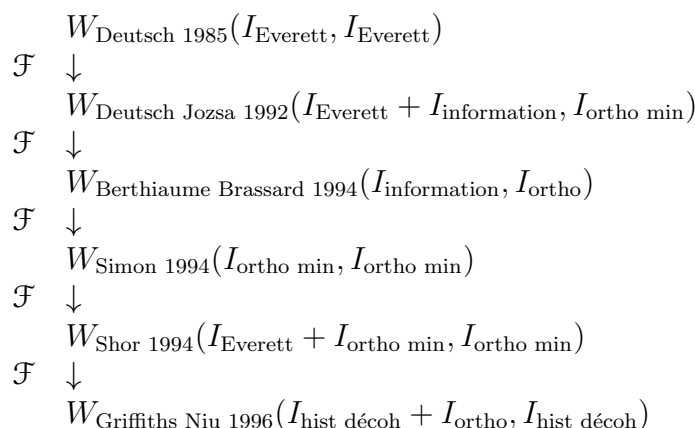 W_Deutsch 1985(I_Everett, I_Everett)
ℱ ↓
W_Deutsch Jozsa 1992(I_Everett + I_information, I_ortho min)
ℱ ↓
W_Berthiaume Brassard 1994(I_information, I_ortho)
ℱ ↓
W_Simon 1994(I_ortho min, I_ortho min)
ℱ ↓
W_Shor 1994(I_Everett + I_ortho min, I_ortho min)
ℱ ↓
W_Griffiths Niu 1996(I_hist décoh + I_ortho, I_hist décoh)